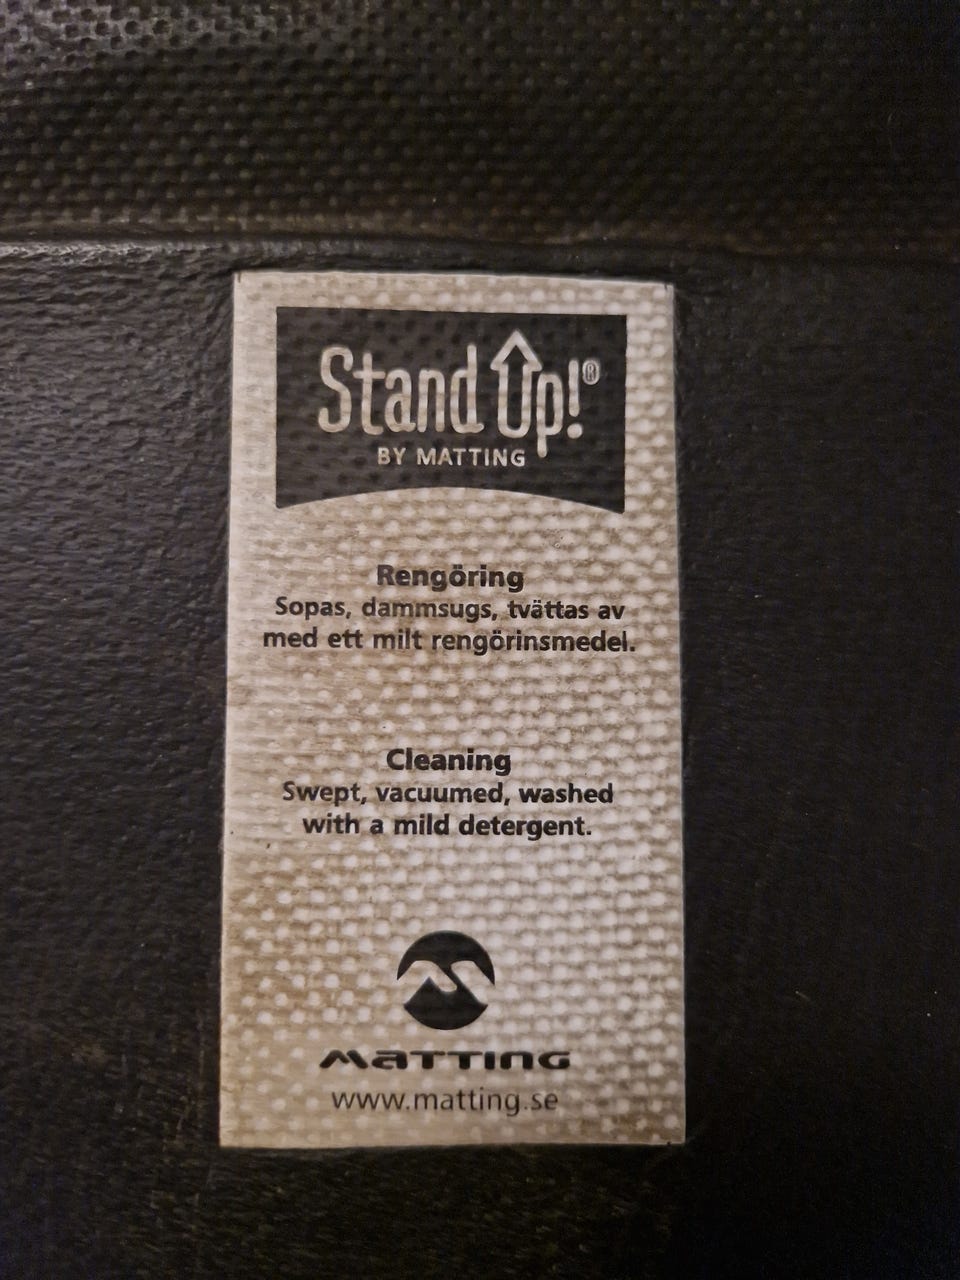 Stand Up!®
BY MATTING
Rengöring
Sopas, dammsugs, tvättas av
med ett milt rengörinsmedel.
Cleaning
Swept, vacuumed, washed
with a mild detergent.
MATTING
www.matting.se